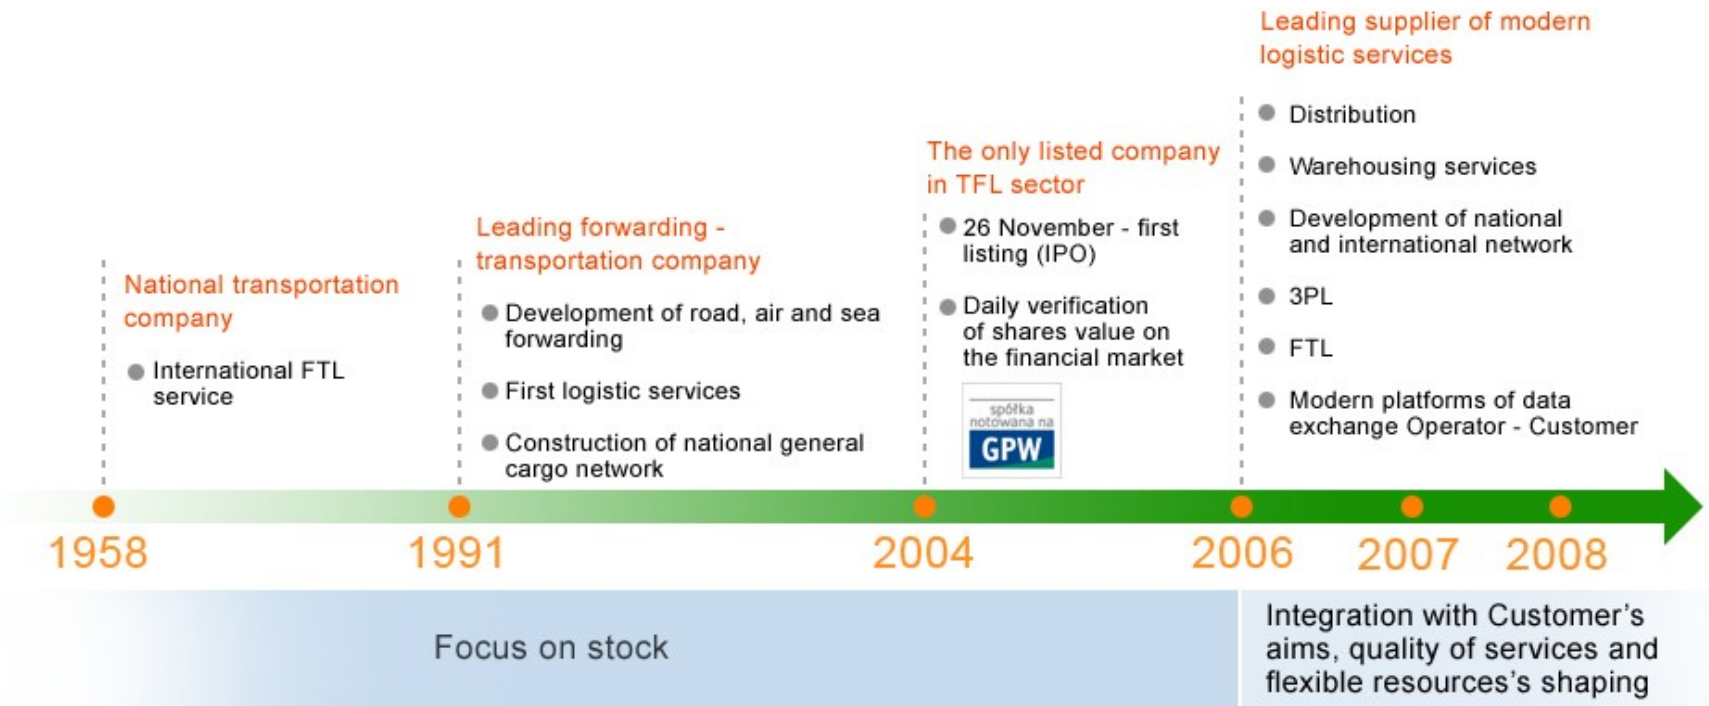 National transportation
company
International FTL
service
1958
Leading forwarding -
transportation company
Development of road, air and sea
forwarding
First logistic services
Construction of national general
cargo network
1991
The only listed company
in TFL sector
26 November - first
listing (IPO)
Daily verification
of shares value on
the financial market
spółka
notowana na
GPW
2004
Leading supplier of modern
logistic services
Distribution
Warehousing services
Development of national
and international network
3PL
FTL
Modern platforms of data
exchange Operator - Customer
2006
2007
2008
Focus on stock
Integration with Customer's
aims, quality of services and
flexible resources's shaping